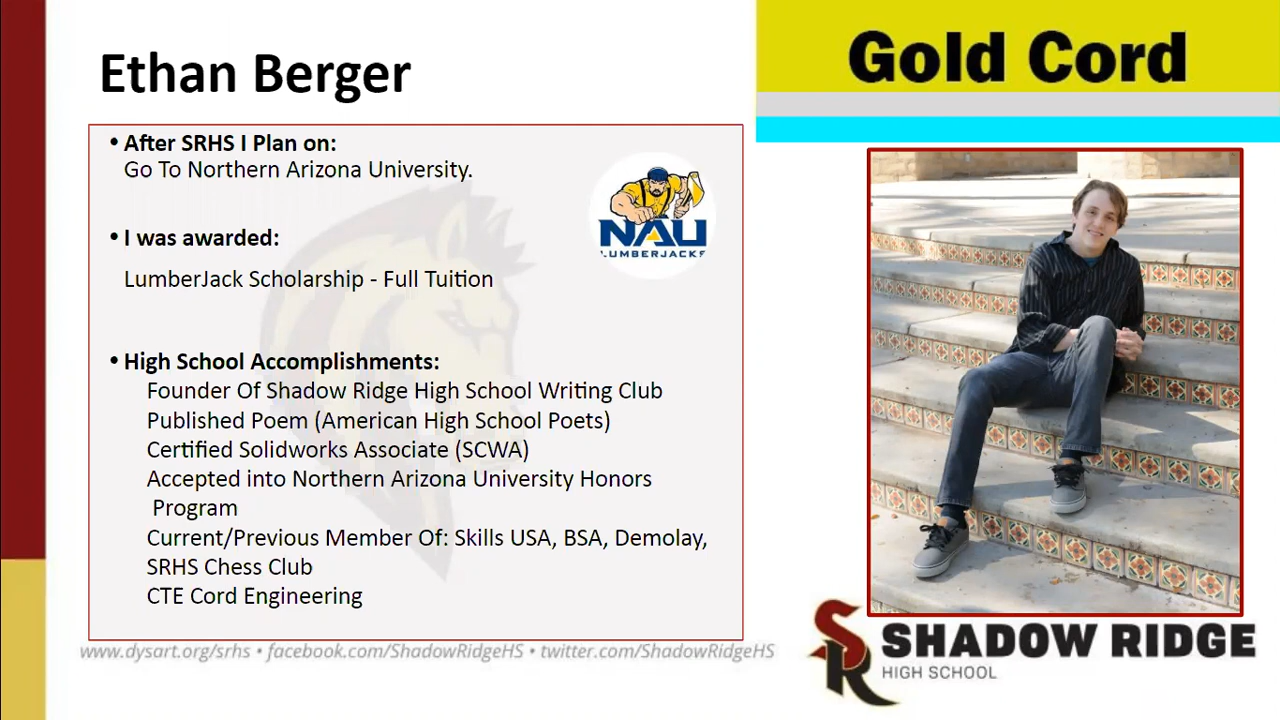 Ethan Berger
Gold Cord
• After SRHS I Plan on:
Go To Northern Arizona University.
NAU
LUMBERJACKS
• I was awarded:
LumberJack Scholarship - Full Tuition
• High School Accomplishments:
Founder Of Shadow Ridge High School Writing Club
Published Poem (American High School Poets)
Certified Solidworks Associate (SCWA)
Accepted into Northern Arizona University Honors
Program
Current/Previous Member Of: Skills USA, BSA, Demolay,
SRHS Chess Club
CTE Cord Engineering
www.dysart.org/srhs • facebook.com/ShadowRidgeHS • twitter.com/ShadowRidgeHS
SR
SHADOW RIDGE
HIGH SCHOOL